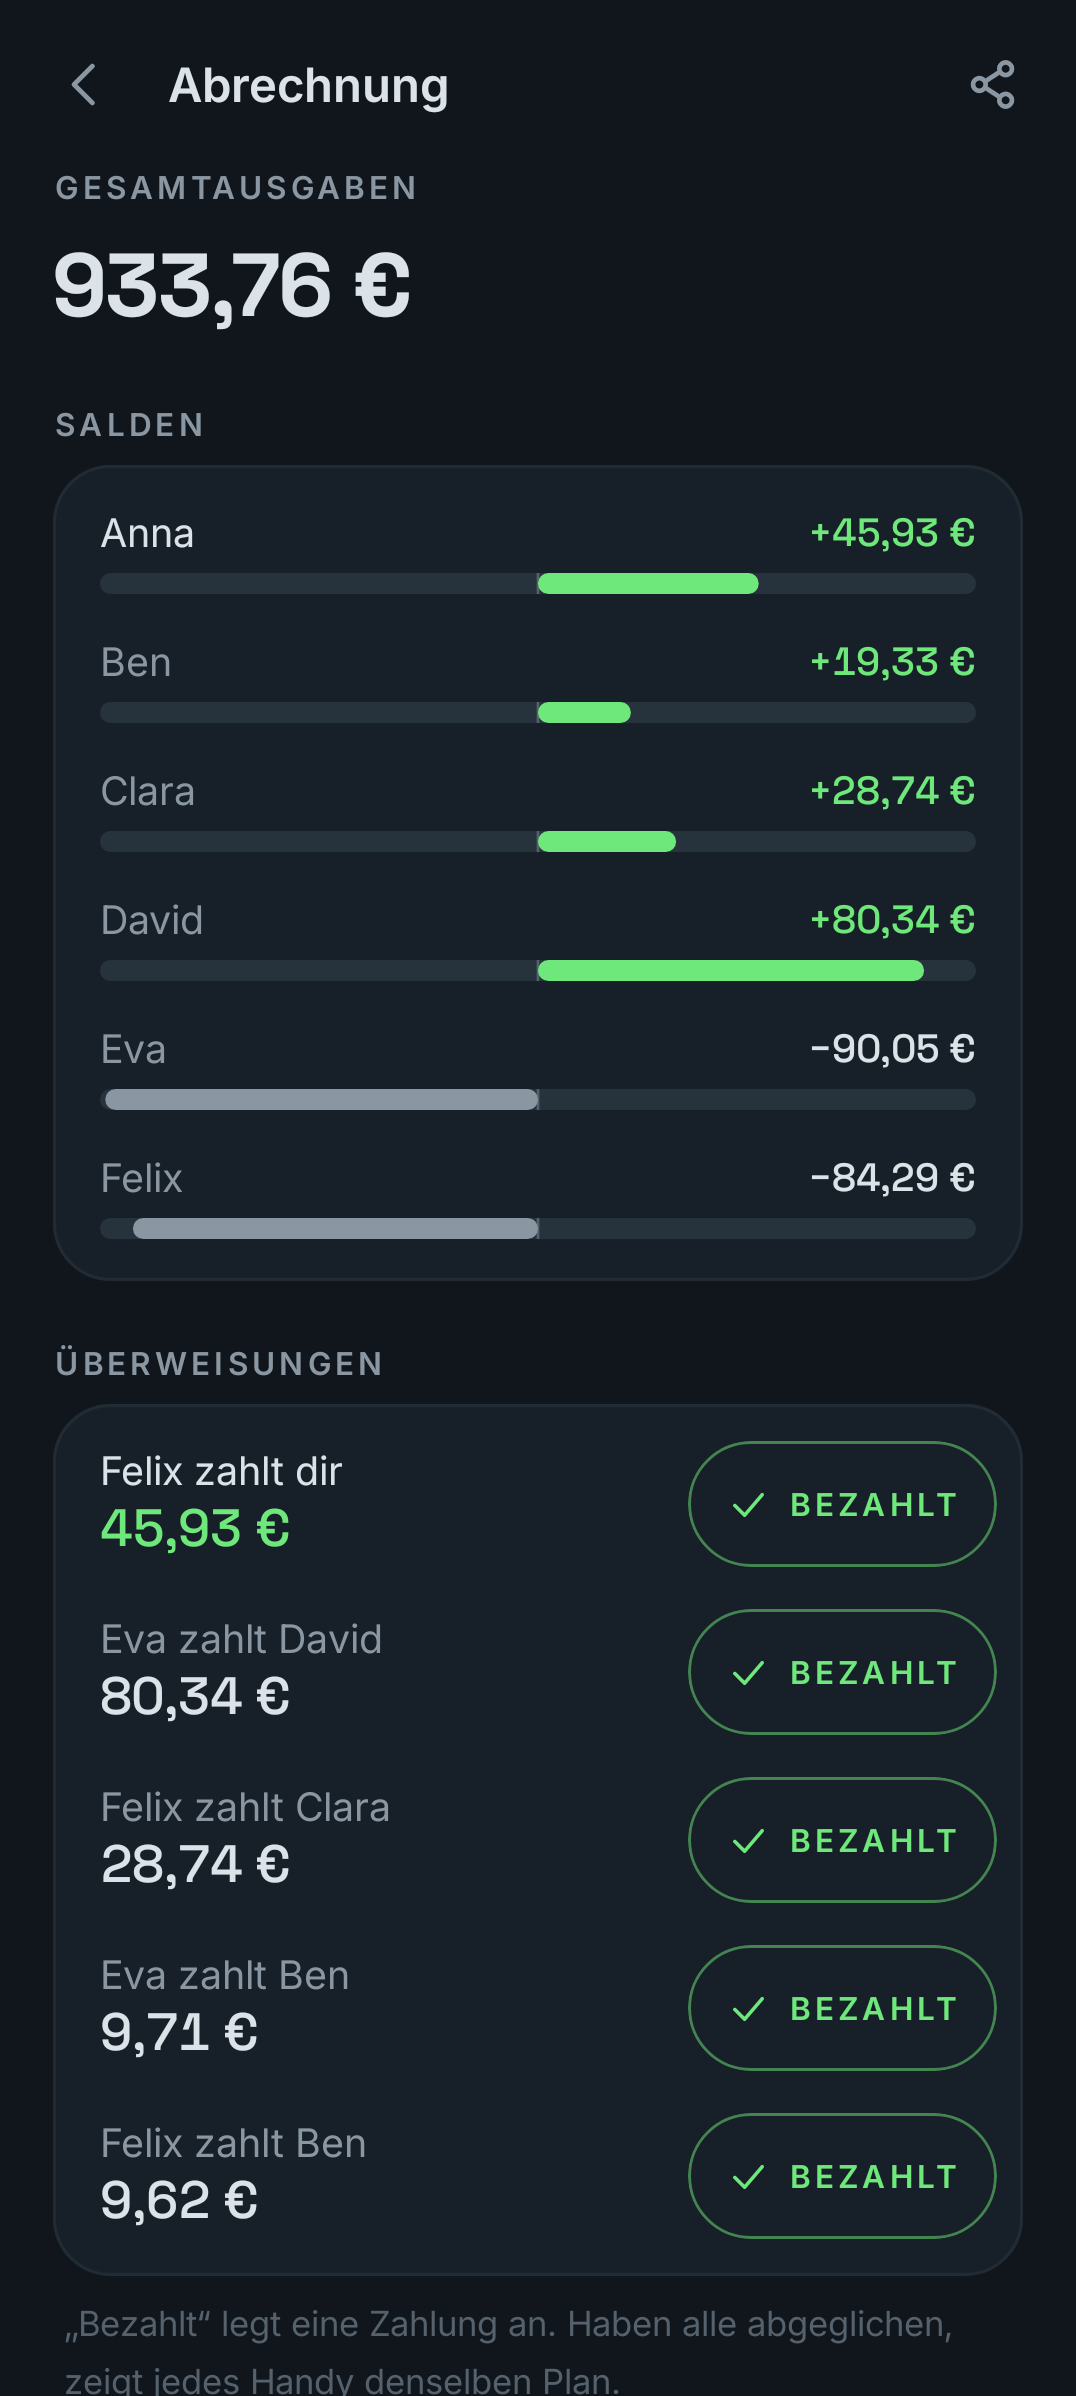 Abrechnung
GESAMTAUSGABEN
933,76 €
SALDEN
Anna +45,93 €
Ben +19,33 €
Clara +28,74 €
David +80,34 €
Eva −90,05 €
Felix −84,29 €
ÜBERWEISUNGEN
Felix zahlt dir
45,93 €
BEZAHLT
Eva zahlt David
80,34 €
BEZAHLT
Felix zahlt Clara
28,74 €
BEZAHLT
Eva zahlt Ben
9,71 €
BEZAHLT
Felix zahlt Ben
9,62 €
BEZAHLT
„Bezahlt“ legt eine Zahlung an. Haben alle abgeglichen,
zeigt jedes Handy denselben Plan.